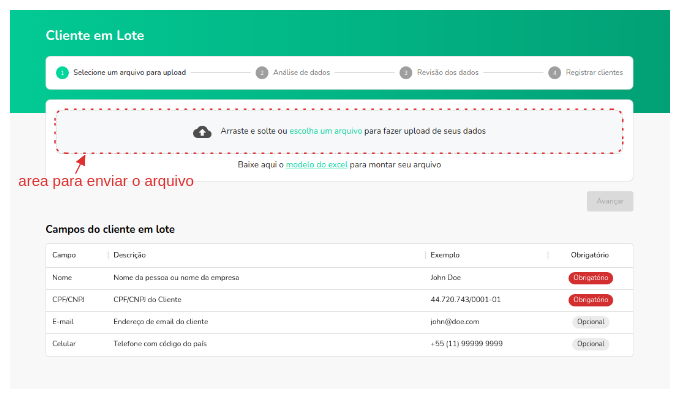 Cliente em Lote
1 Selecione um arquivo para upload 2 Análise de dados 3 Revisão dos dados 4 Registrar clientes
Arraste e solte ou escolha um arquivo para fazer upload de seus dados
Baixe aqui o modelo do excel para montar seu arquivo
area para enviar o arquivo
Avançar
Campos do cliente em lote
Campo Descrição Exemplo Obrigatório
Nome Nome da pessoa ou nome da empresa John Doe Obrigatório
CPF/CNPJ CPF/CNPJ do Cliente 44.720.743/0001-01 Obrigatório
E-mail Endereço de email do cliente john@doe.com Opcional
Celular Telefone com código do país +55 (11) 99999 9999 Opcional